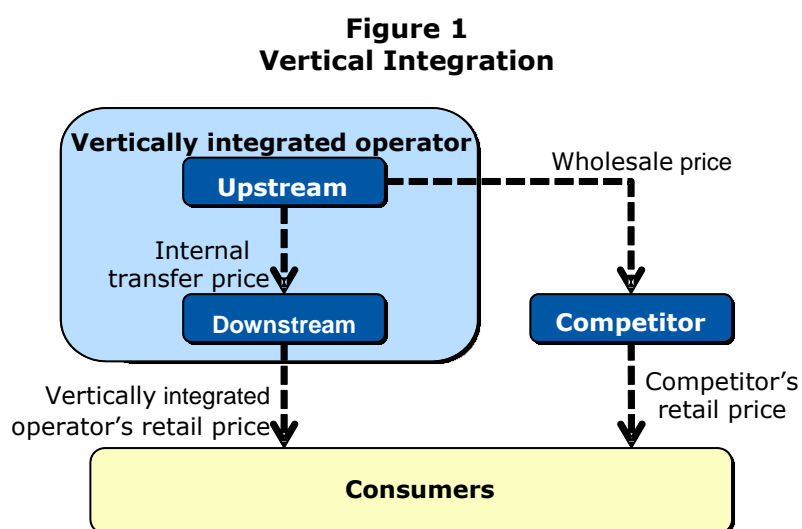 Figure 1
Vertical Integration
Vertically integrated operator
Upstream
Wholesale price
Internal
transfer price
Downstream
Competitor
Vertically integrated
operator’s retail price
Competitor’s
retail price
Consumers